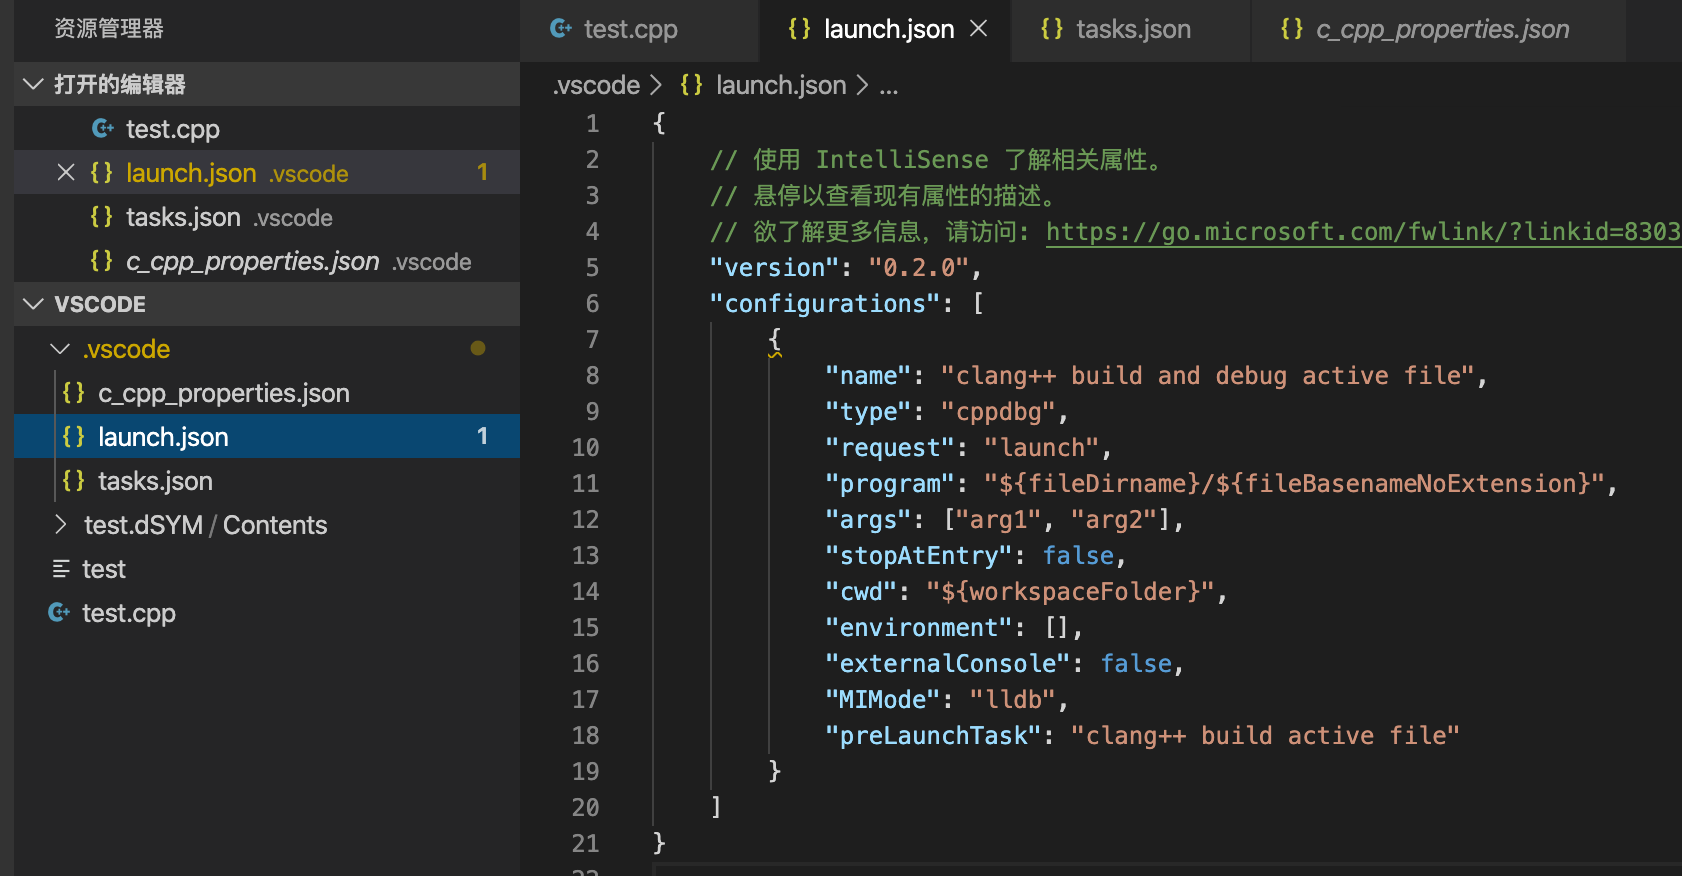 资源管理器
打开的编辑器
test.cpp
launch.json .vscode 1
tasks.json .vscode
c_cpp_properties.json .vscode
VSCODE
.vscode
c_cpp_properties.json
launch.json 1
tasks.json
test.dSYM / Contents
test
test.cpp
test.cpp launch.json tasks.json c_cpp_properties.json
.vscode > {} launch.json > ...
1 {
2 // 使用 IntelliSense 了解相关属性。
3 // 悬停以查看现有属性的描述。
4 // 欲了解更多信息，请访问: https://go.microsoft.com/fwlink/?linkid=8303
5 "version": "0.2.0",
6 "configurations": [
7 {
8 "name": "clang++ build and debug active file",
9 "type": "cppdbg",
10 "request": "launch",
11 "program": "${fileDirname}/${fileBasenameNoExtension}",
12 "args": ["arg1", "arg2"],
13 "stopAtEntry": false,
14 "cwd": "${workspaceFolder}",
15 "environment": [],
16 "externalConsole": false,
17 "MIMode": "lldb",
18 "preLaunchTask": "clang++ build active file"
19 }
20 ]
21 }